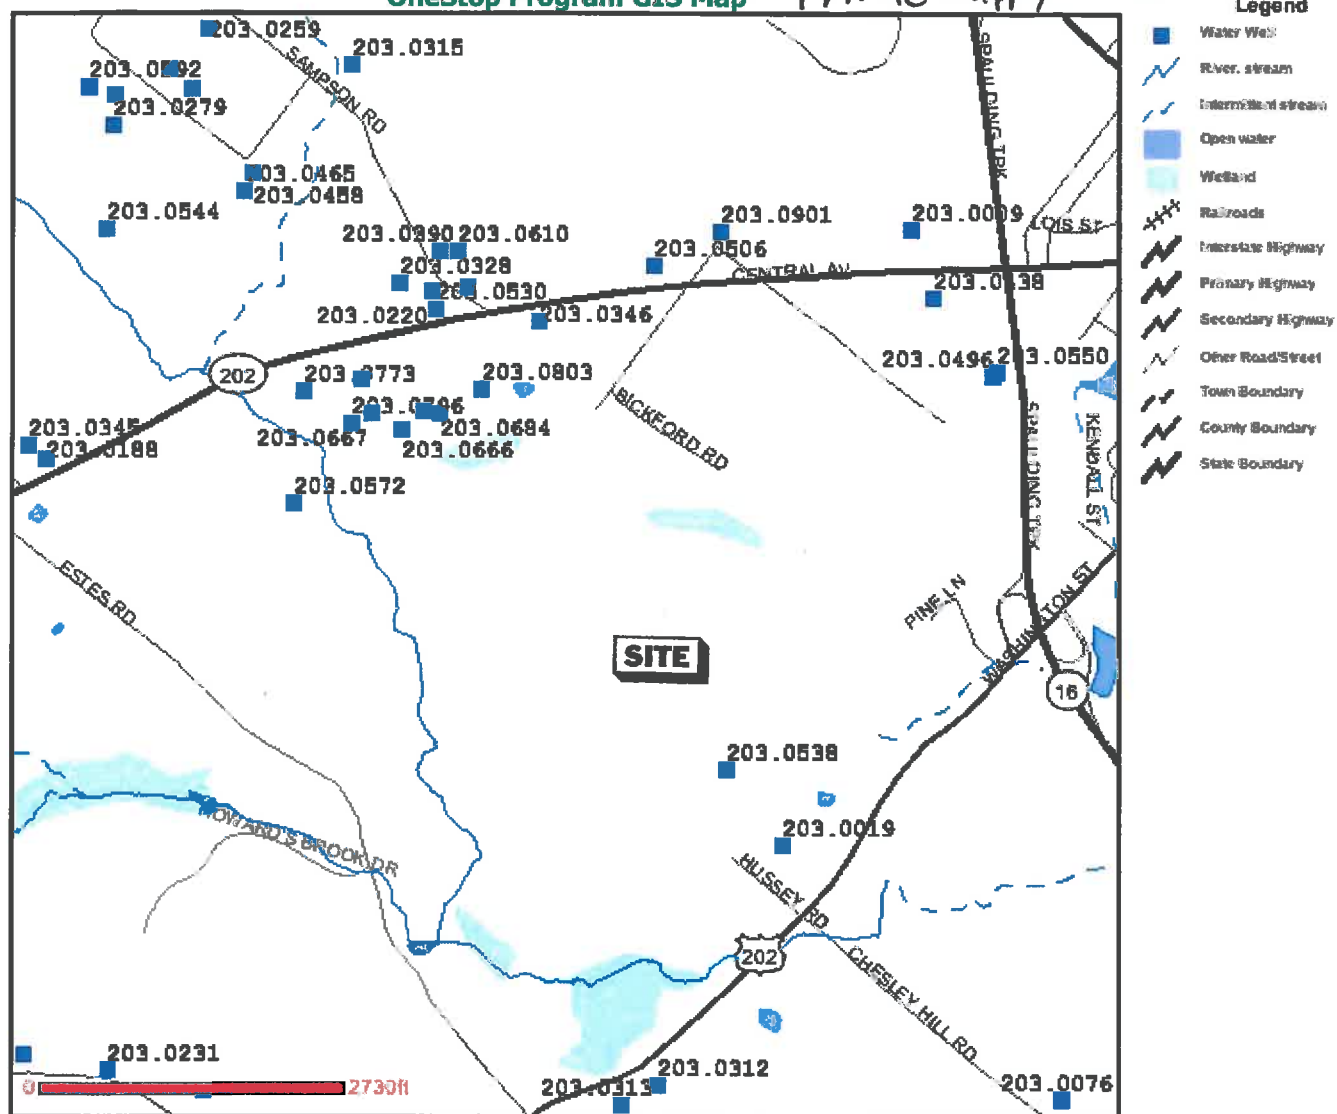 OneStop Program GIS Map
Legend
Water Well
River, stream
Intermittent stream
Open water
Wetland
Railroads
Interstate Highway
Primary Highway
Secondary Highway
Other Road/Street
Town Boundary
County Boundary
State Boundary
203.0259
203.0315
SAMPSON RD
203.0279
203.0465
203.0458
203.0544
203.0610
203.0328
203.0530
203.0220
203.0346
203.0901
203.0506
203.0009
LOIS ST
CENTRAL AV
SPAULDING TPK
203.0496
203.0550
202
203.0803
203.0684
203.0667
203.0666
203.0345
203.0188
203.0572
BICKFORD RD
SPAULDING TPK
KENDALL ST
ESTES RD
PINE LN
WASHINGTON ST
SITE
16
203.0538
203.0019
HOWARD S BROOK DR
HUSSEY RD
202
CHESLEY HILL RD
203.0231
203.0312
203.0313
203.0076
0
2730ft